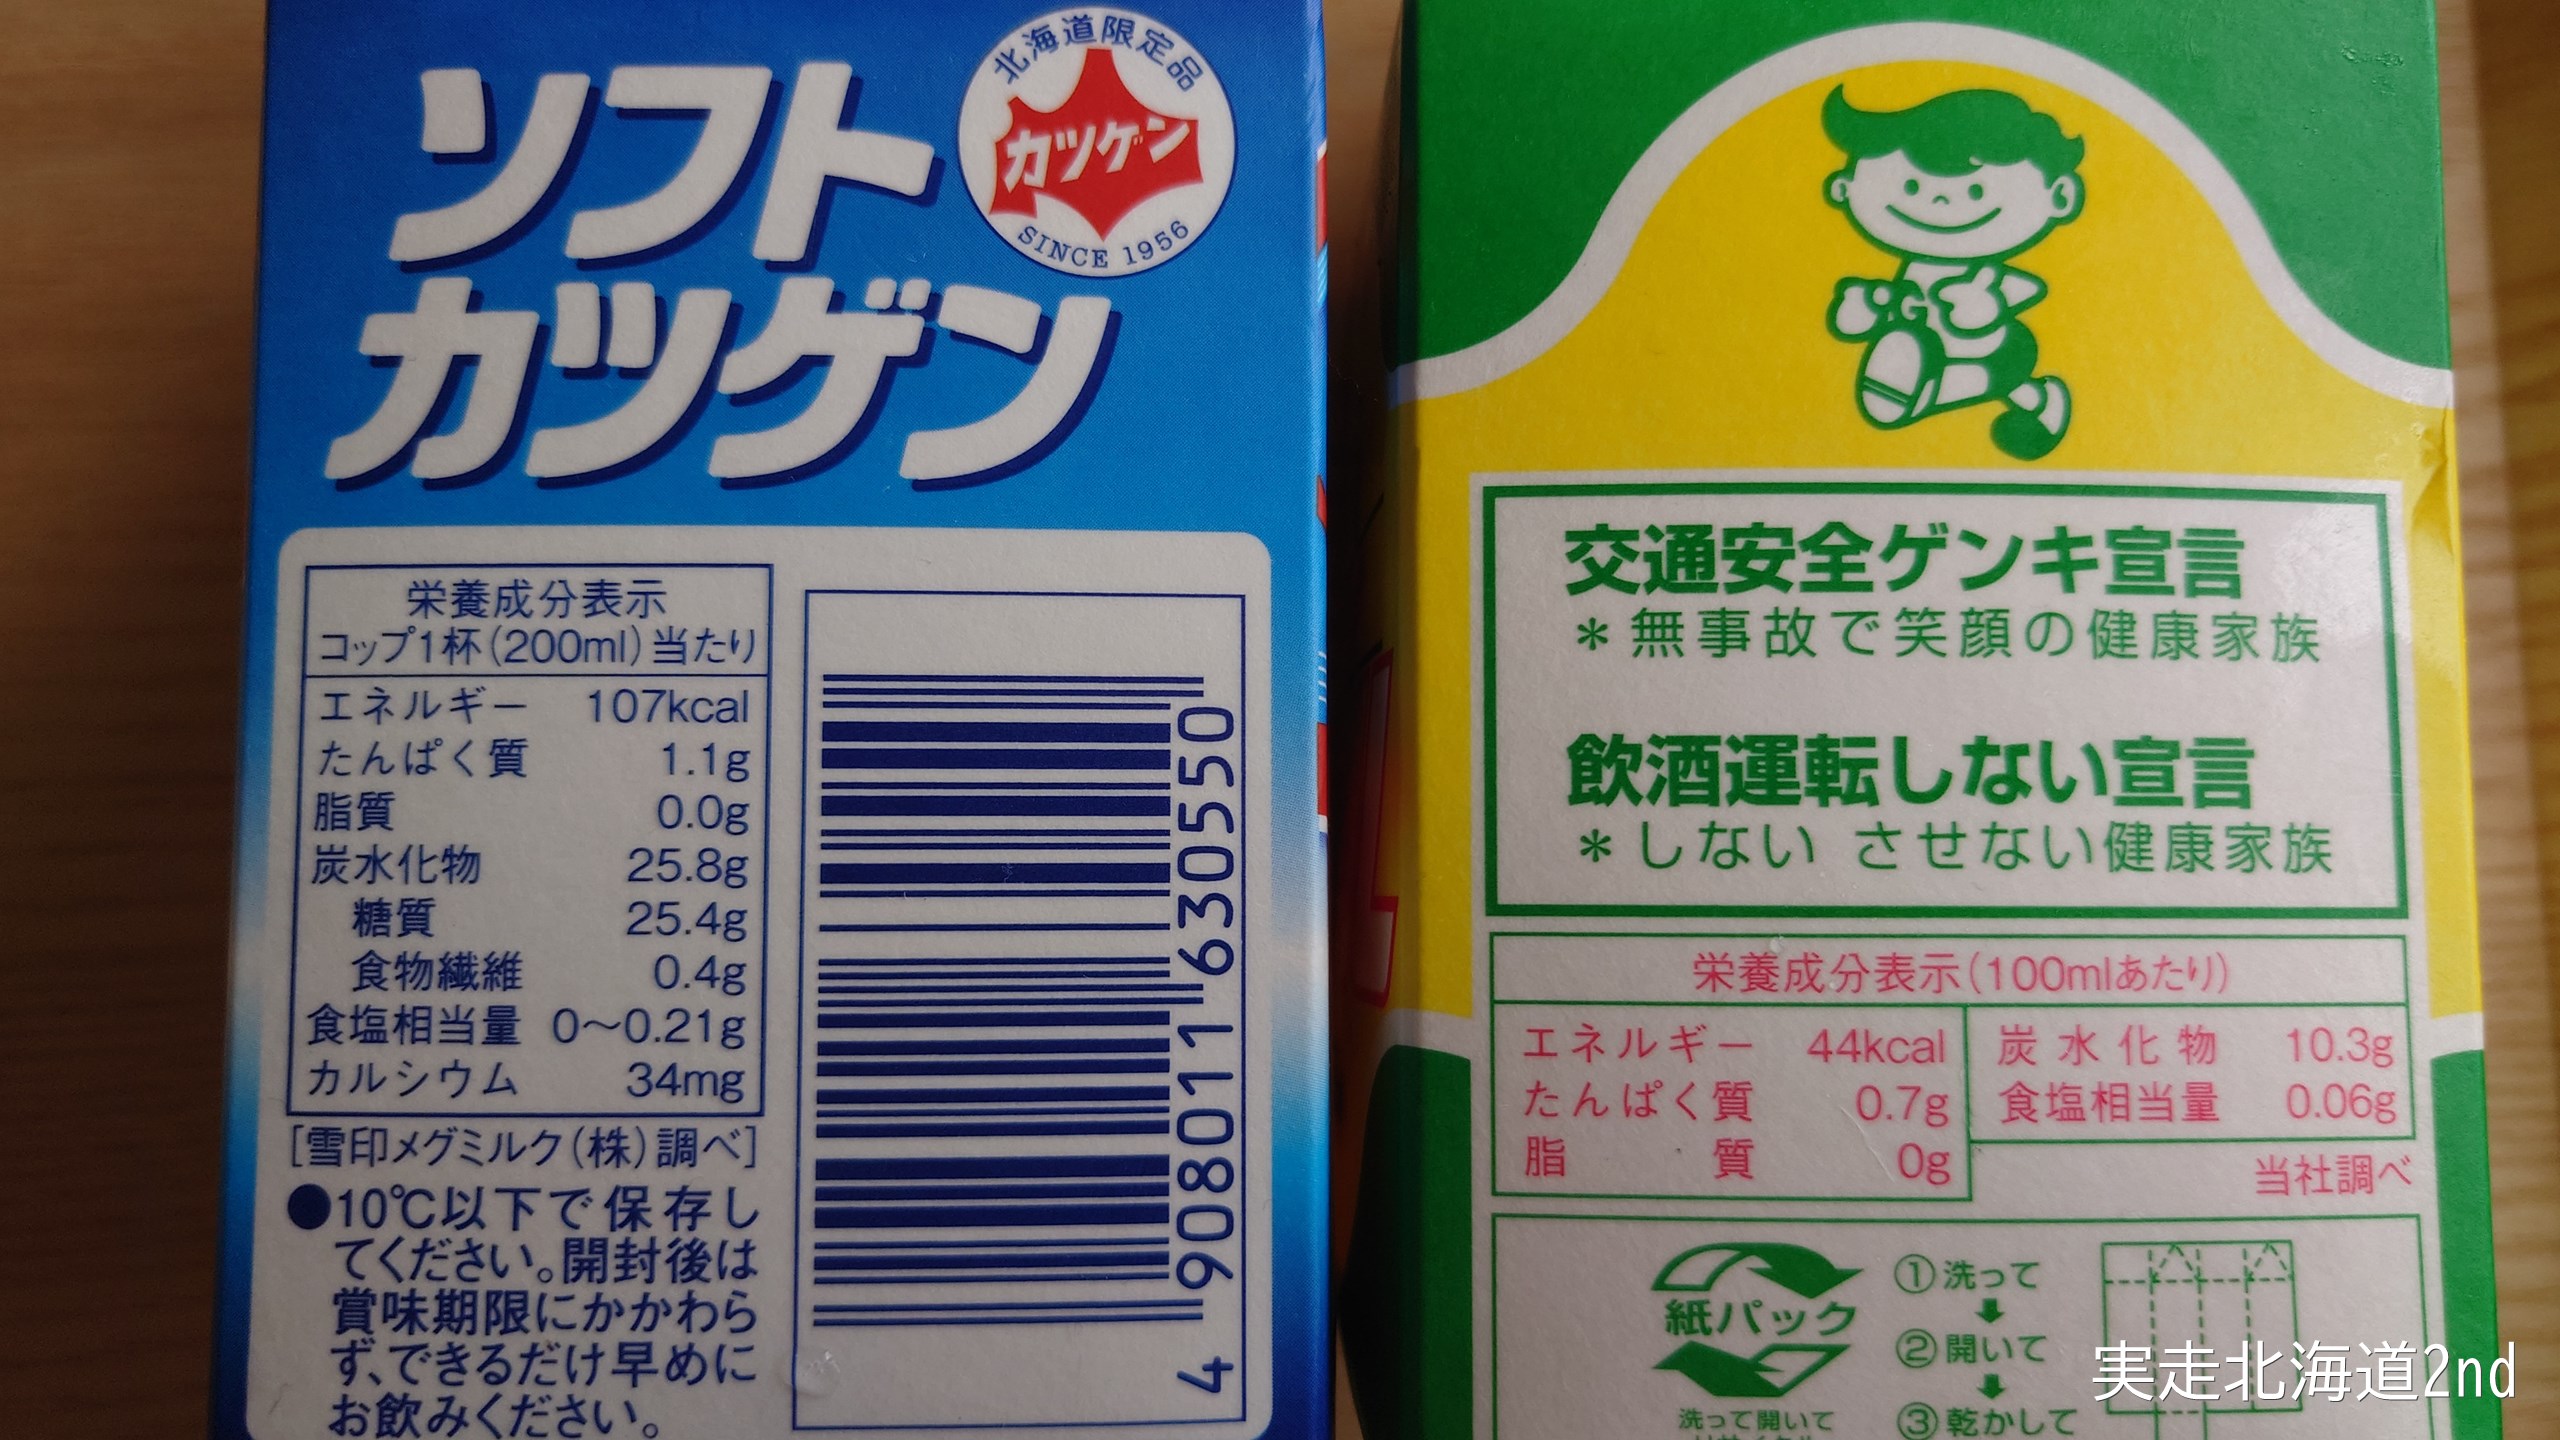 北海道限定品
カツゲン
SINCE 1956
ソフト
カツゲン
栄養成分表示
コップ1杯(200ml)当たり
エネルギー 107kcal
たんぱく質 1.1g
脂質 0.0g
炭水化物 25.8g
糖質 25.4g
食物繊維 0.4g
食塩相当量 0〜0.21g
カルシウム 34mg
[雪印メグミルク(株)調べ]
●10℃以下で保存し
てください。開封後は
賞味期限にかかわら
ず、できるだけ早めに
お飲みください。
4 908011 630550
交通安全ゲンキ宣言
＊無事故で笑顔の健康家族
飲酒運転しない宣言
＊しない させない健康家族
栄養成分表示(100mlあたり)
エネルギー 44kcal
たんぱく質 0.7g
脂質 0g
炭水化物 10.3g
食塩相当量 0.06g
当社調べ
紙パック
洗って開いて
①洗って
②開いて
③乾かして
実走北海道2nd